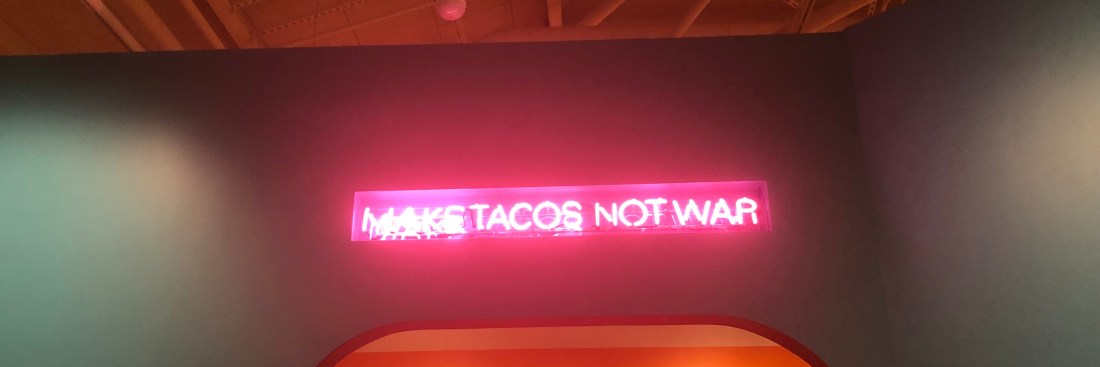 MAKE TACOS NOT WAR